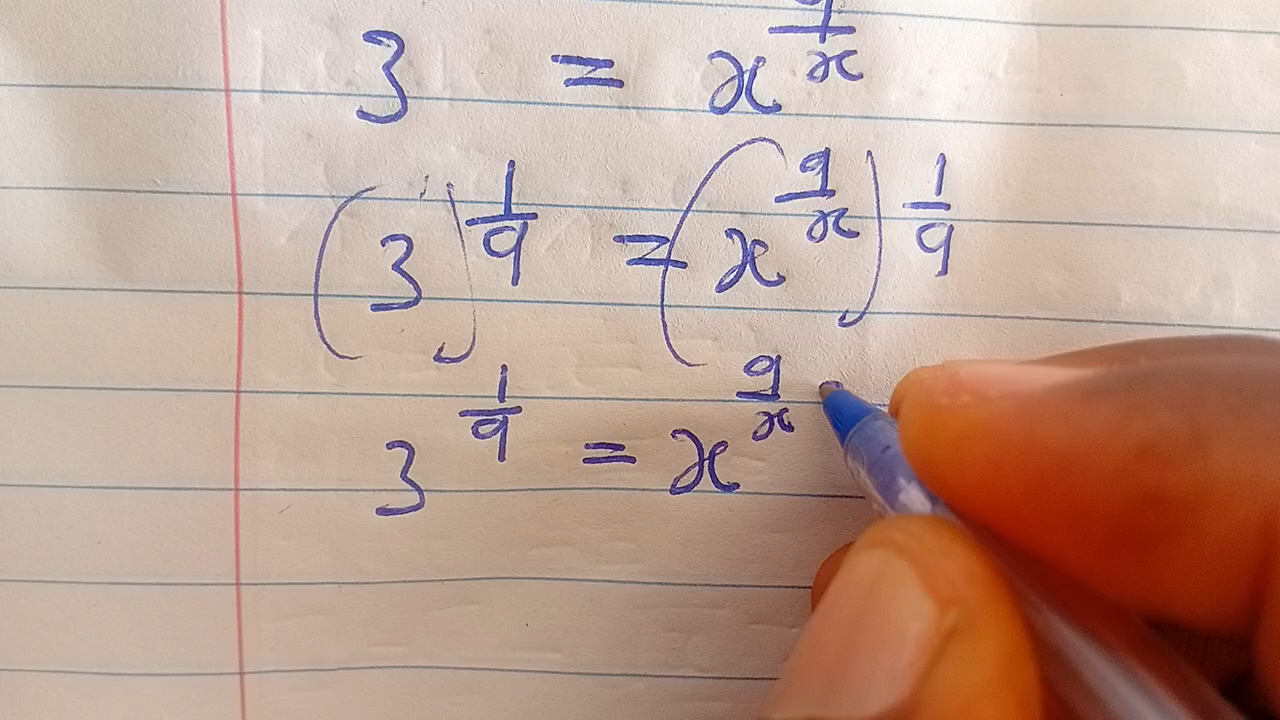 3 = x^(9/x)
(3)^(1/9) = (x^(9/x))^(1/9)
3^(1/9) = x^(9/x)